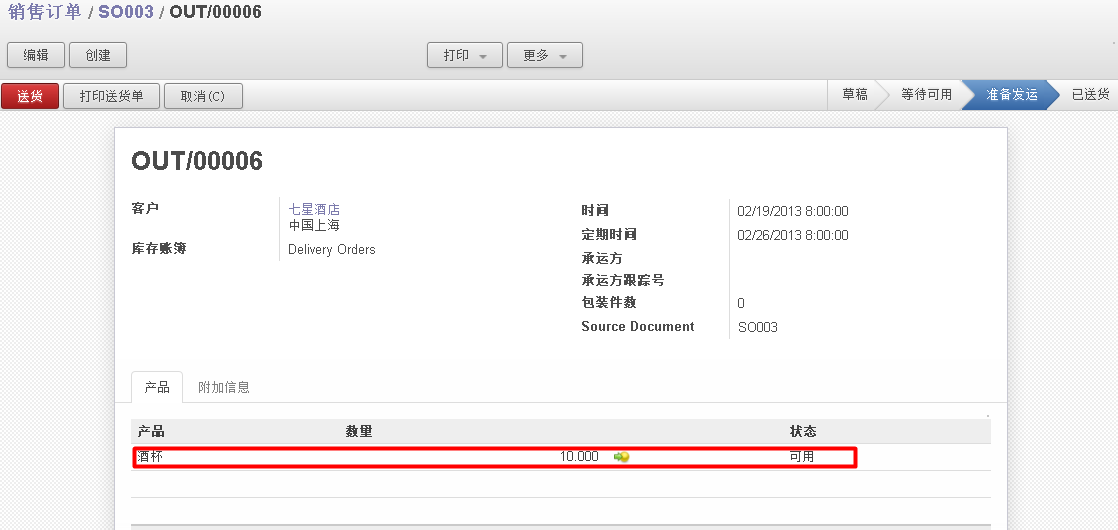 销售订单 / SO003 / OUT/00006
编辑 创建 打印 更多
送货 打印送货单 取消(C) 草稿 等待可用 准备发运 已送货
OUT/00006
客户 七星酒店 时间 02/19/2013 8:00:00
中国上海
定期时间 02/26/2013 8:00:00
库存账簿 Delivery Orders
承运方
承运方跟踪号
包装件数 0
Source Document SO003
产品 附加信息
产品 数量 状态
酒杯 10.000 可用